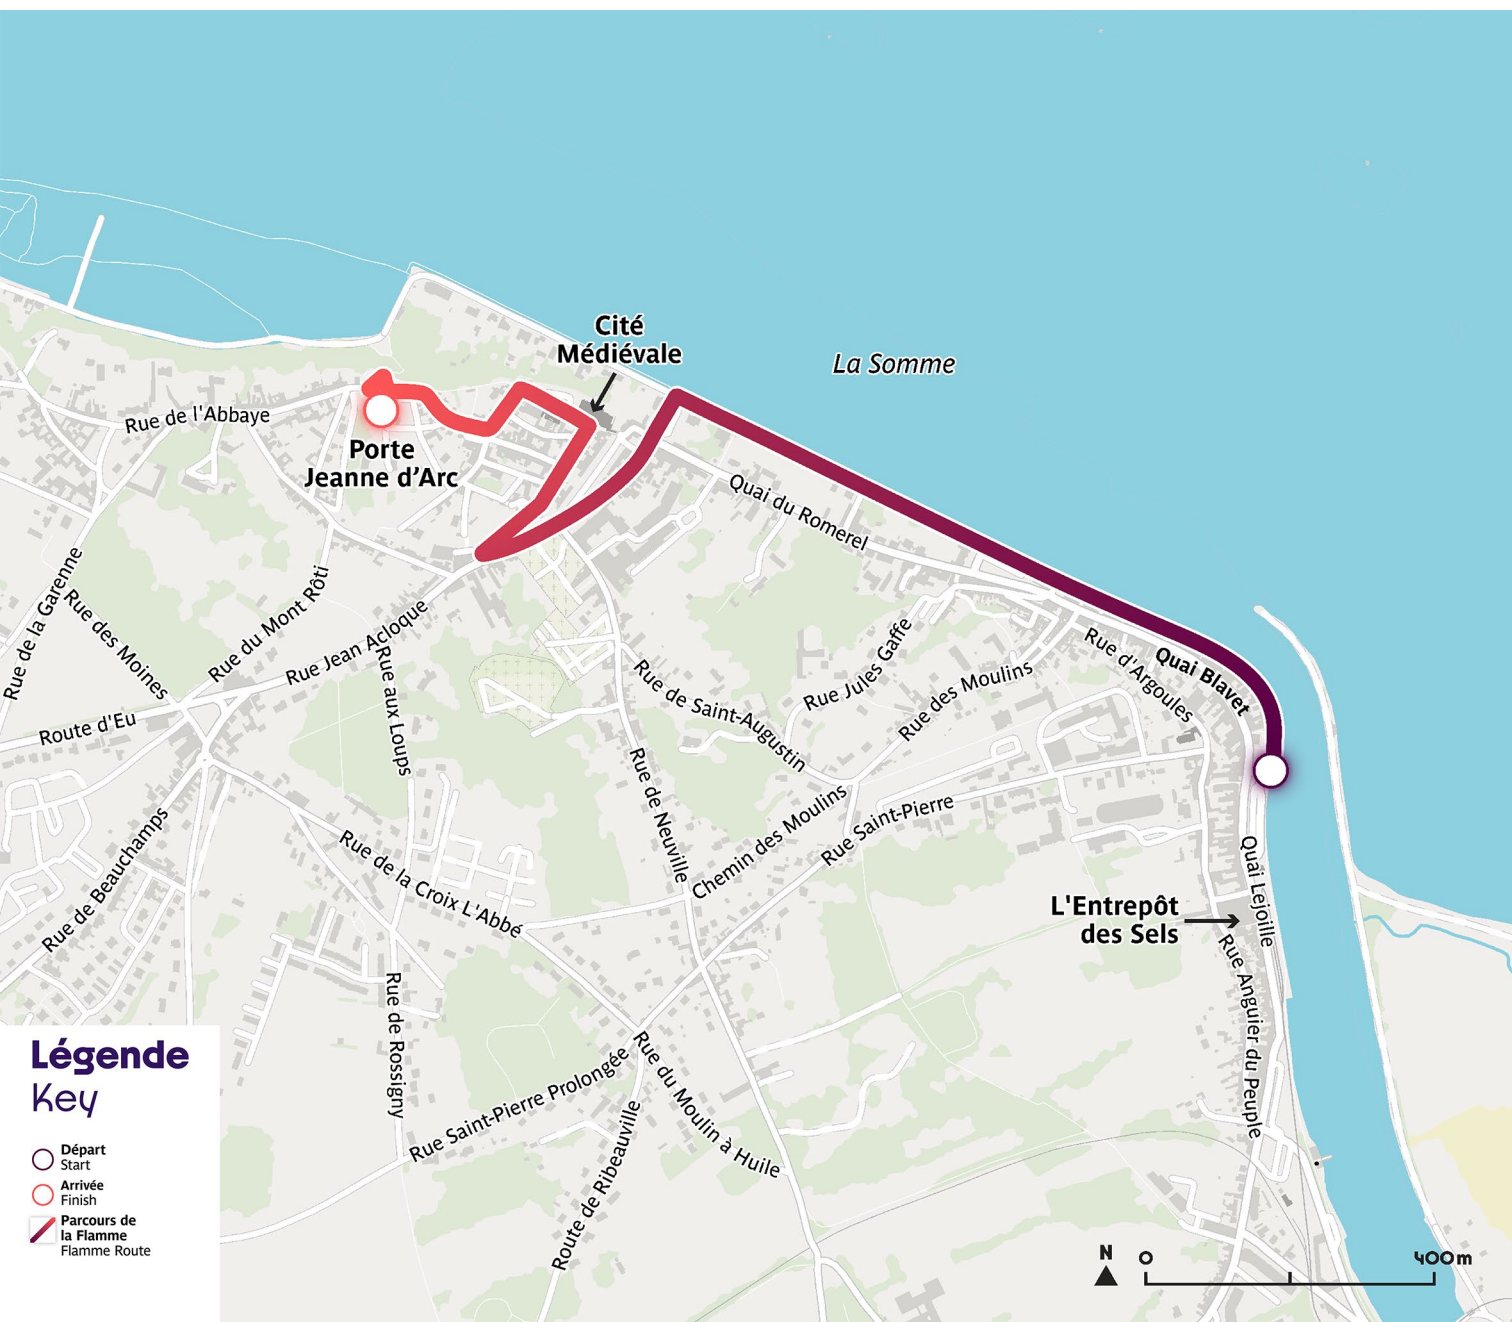 Cité
Médiévale
La Somme
Rue de l'Abbaye
Porte
Jeanne d'Arc
Quai du Romerel
Rue de la Garenne
Rue des Moines
Rue du Mont Rôti
Rue Jean Acloque
Rue aux Loups
Route d'Eu
Rue de Saint-Augustin
Rue Jules Gaffe
Rue des Moulins
Rue d'Argoules
Quai Blavet
Rue de Neuville
Chemin des Moulins
Rue Saint-Pierre
Rue de Beauchamps
Rue de la Croix L'Abbé
Quai Lejoille
L'Entrepôt
des Sels
Rue Anguier du Peuple
Rue de Rossigny
Rue Saint-Pierre Prolongée
Rue du Moulin à Huile
Route de Ribeauville
Légende
Key
Départ
Start
Arrivée
Finish
Parcours de
la Flamme
Flamme Route
N
0
400m